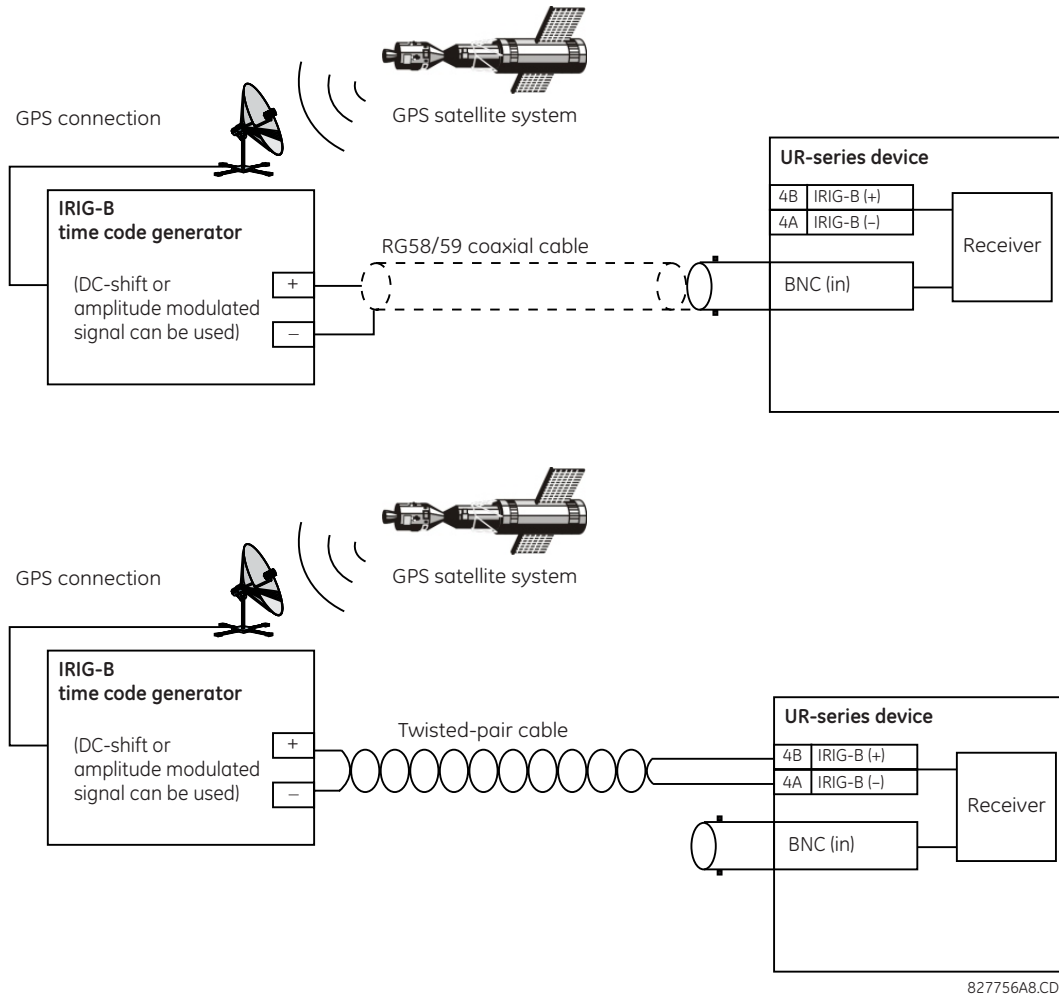 GPS connection
GPS satellite system
UR-series device
IRIG-B
time code generator
(DC-shift or
amplitude modulated
signal can be used)
+
–
RG58/59 coaxial cable
4B IRIG-B (+)
4A IRIG-B (–)
BNC (in)
Receiver
GPS connection
GPS satellite system
IRIG-B
time code generator
(DC-shift or
amplitude modulated
signal can be used)
+
–
Twisted-pair cable
UR-series device
4B IRIG-B (+)
4A IRIG-B (–)
BNC (in)
Receiver
827756A8.CD